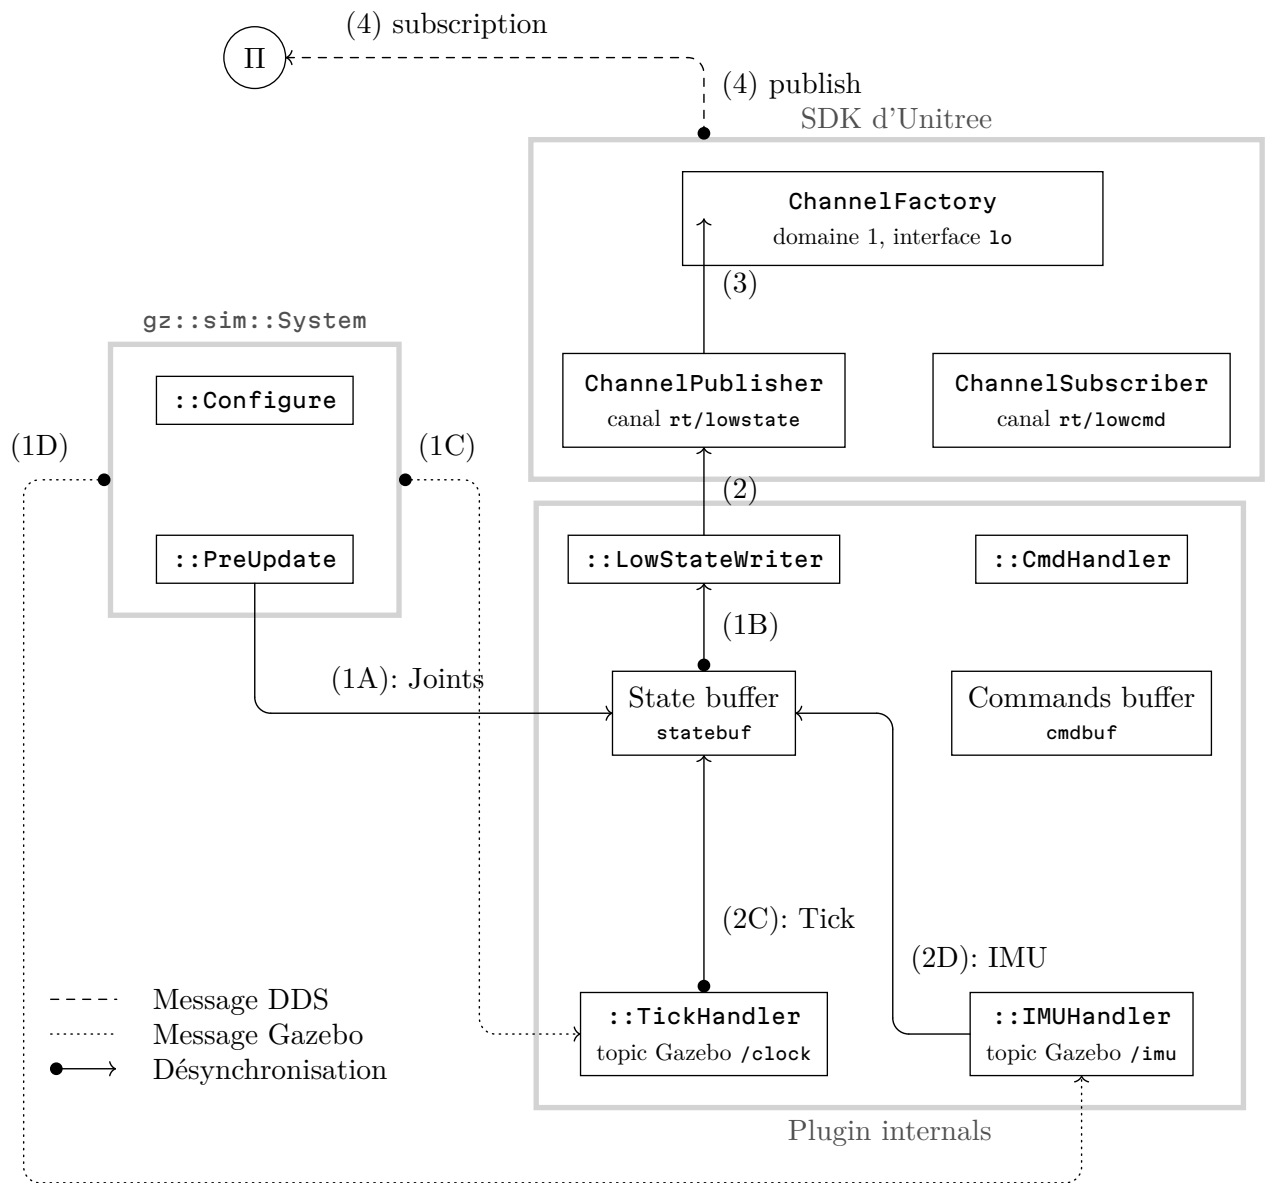 (4) subscription
Π
(4) publish
SDK d'Unitree
ChannelFactory
domaine 1, interface lo
(3)
gz::sim::System
::Configure
ChannelPublisher
canal rt/lowstate
ChannelSubscriber
canal rt/lowcmd
(1D)
(1C)
(2)
::PreUpdate
::LowStateWriter
::CmdHandler
(1B)
(1A): Joints
State buffer
statebuf
Commands buffer
cmdbuf
(2C): Tick
(2D): IMU
::TickHandler
topic Gazebo /clock
::IMUHandler
topic Gazebo /imu
Message DDS
Message Gazebo
Désynchronisation
Plugin internals